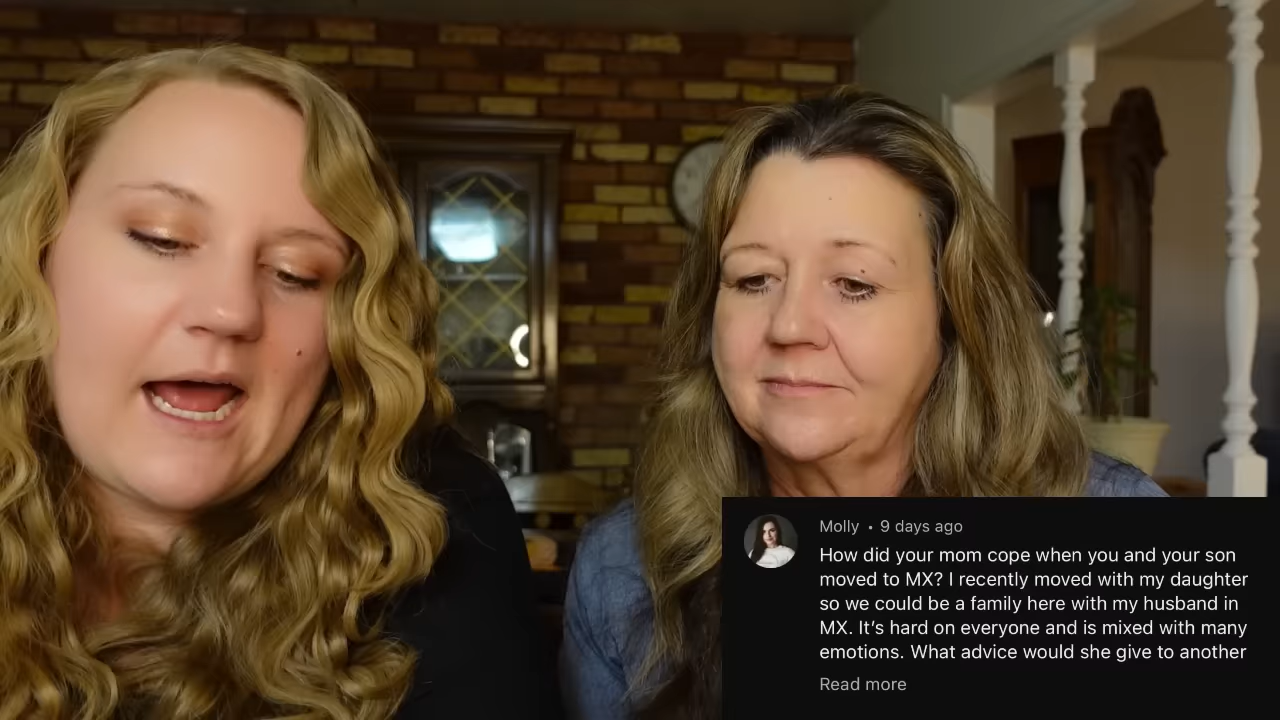 Molly • 9 days ago
How did your mom cope when you and your son
moved to MX? I recently moved with my daughter
so we could be a family here with my husband in
MX. It’s hard on everyone and is mixed with many
emotions. What advice would she give to another
Read more